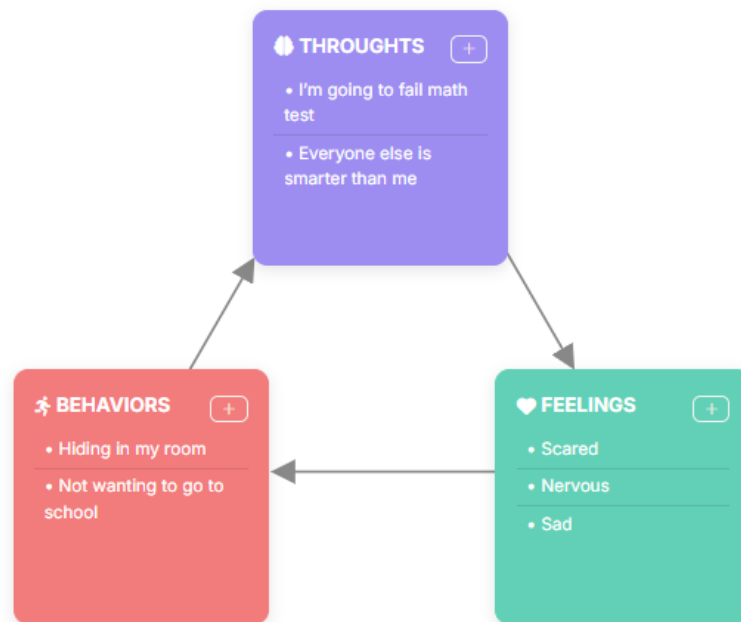 THROUGHTS +
• I'm going to fail math
test
• Everyone else is
smarter than me
BEHAVIORS +
• Hiding in my room
• Not wanting to go to
school
FEELINGS +
• Scared
• Nervous
• Sad